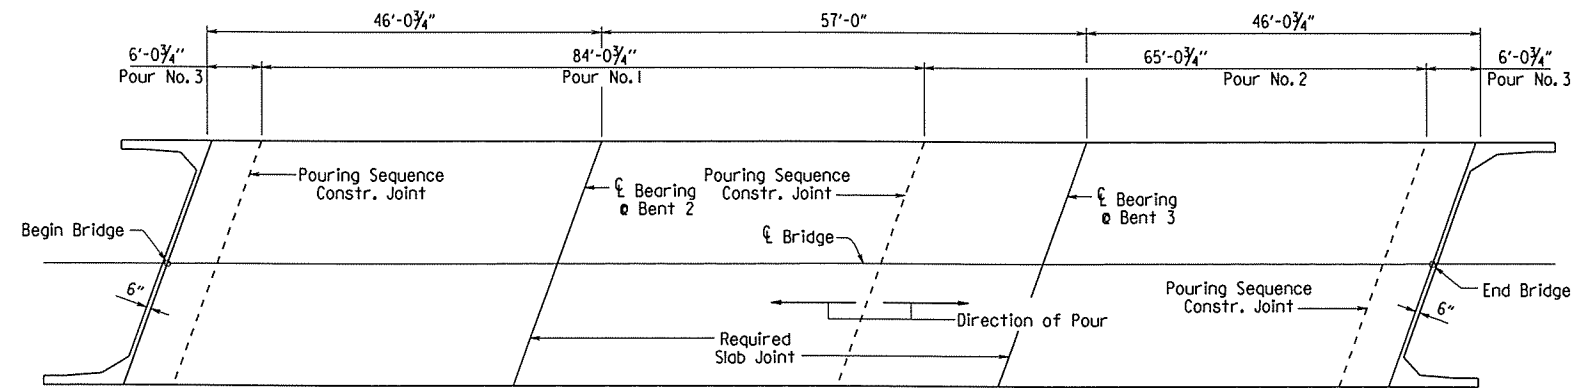 46'-0¾" 57'-0" 46'-0¾"
6'-0¾" 84'-0¾" 65'-0¾" 6'-0¾"
Pour No.3 Pour No.1 Pour No.2 Pour No.3
Pouring Sequence
Constr. Joint
℄ Bearing
@ Bent 2
Pouring Sequence
Constr. Joint
℄ Bearing
@ Bent 3
Begin Bridge
℄ Bridge
6"
Pouring Sequence
Constr. Joint
End Bridge
6"
Direction of Pour
Required
Slab Joint